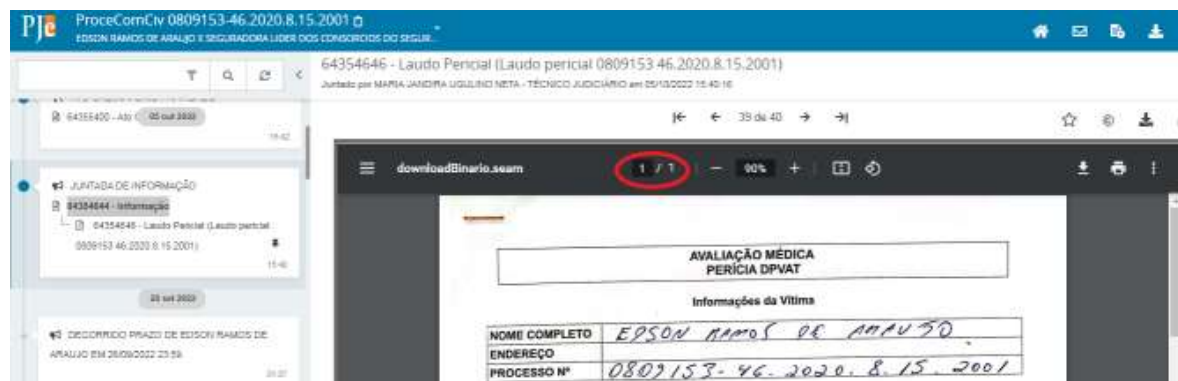 PJe ProceComCiv 0809153-46.2020.8.15.2001
EDSON RAMOS DE ARAUJO X SEGURADORA LIDER DOS CONSORCIOS DO SEGUR...
64354646 - Laudo Pericial (Laudo pericial 0809153 46.2020.8.15.2001)
Juntado por MARIA JANDIRA UGULINO NETA - TÉCNICO JUDICIÁRIO em 05/10/2022 15:40:16
05 out 2022
39 de 40
downloadBinario.seam
1 / 1
90%
JUNTADA DE INFORMAÇÃO
64354644 - Informação
64354646 - Laudo Pericial (Laudo pericial
0809153 46.2020.8.15.2001)
15:40
DECORRIDO PRAZO DE EDSON RAMOS DE
ARAUJO EM 26/09/2022 23:59.
AVALIAÇÃO MÉDICA
PERÍCIA DPVAT
Informações da Vítima
NOME COMPLETO EDSON RAMOS DE ARAUJO
ENDEREÇO
PROCESSO Nº 0809153-46.2020.8.15.2001